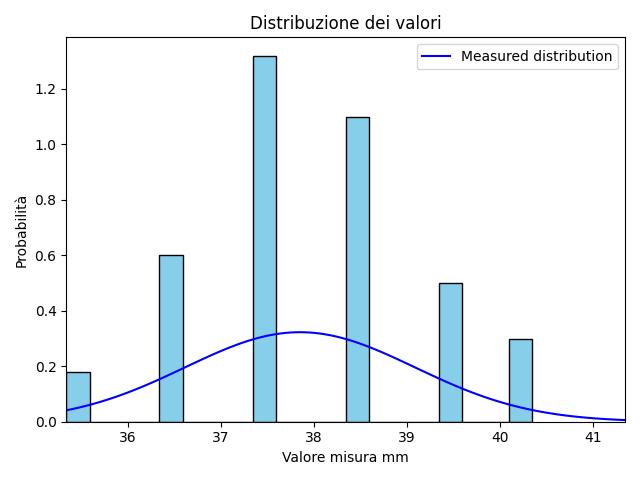 Distribuzione dei valori
Measured distribution
1.2
1.0
0.8
0.6
0.4
0.2
0.0
Probabilità
36 37 38 39 40 41
Valore misura mm